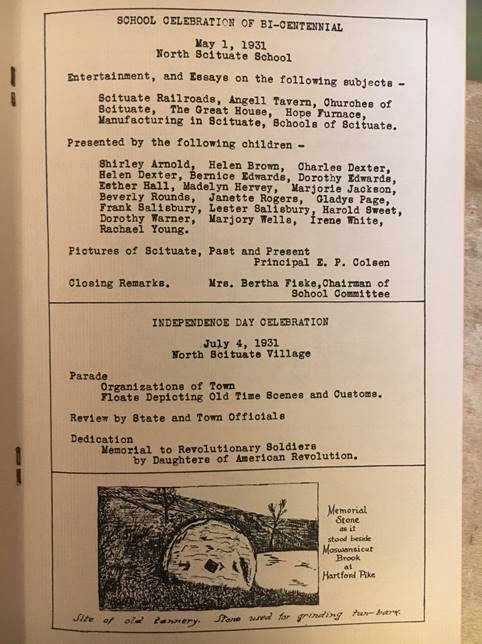 SCHOOL CELEBRATION OF BI-CENTENNIAL
May 1, 1931
North Scituate School
Entertainment, and Essays on the following subjects -
Scituate Railroads, Angell Tavern, Churches of
Scituate, The Great House, Hope Furnace,
Manufacturing in Scituate, Schools of Scituate.
Presented by the following children -
Shirley Arnold, Helen Brown, Charles Dexter,
Helen Dexter, Bernice Edwards, Dorothy Edwards,
Esther Hall, Madelyn Hervey, Marjorie Jackson,
Beverly Rounds, Janette Rogers, Gladys Page,
Frank Salisbury, Lester Salisbury, Harold Sweet,
Dorothy Warner, Marjory Wells, Irene White,
Rachael Young.
Pictures of Scituate, Past and Present
Principal E. P. Colsen
Closing Remarks. Mrs. Bertha Fiske, Chairman of
School Committee
INDEPENDENCE DAY CELEBRATION
July 4, 1931
North Scituate Village
Parade
Organizations of Town
Floats Depicting Old Time Scenes and Customs.
Review by State and Town Officials
Dedication
Memorial to Revolutionary Soldiers
by Daughters of American Revolution.
Memorial
Stone
as it
stood beside
Moswansicut
Brook
at
Hartford Pike
Site of old tannery. Stone used for grinding tan-bark.